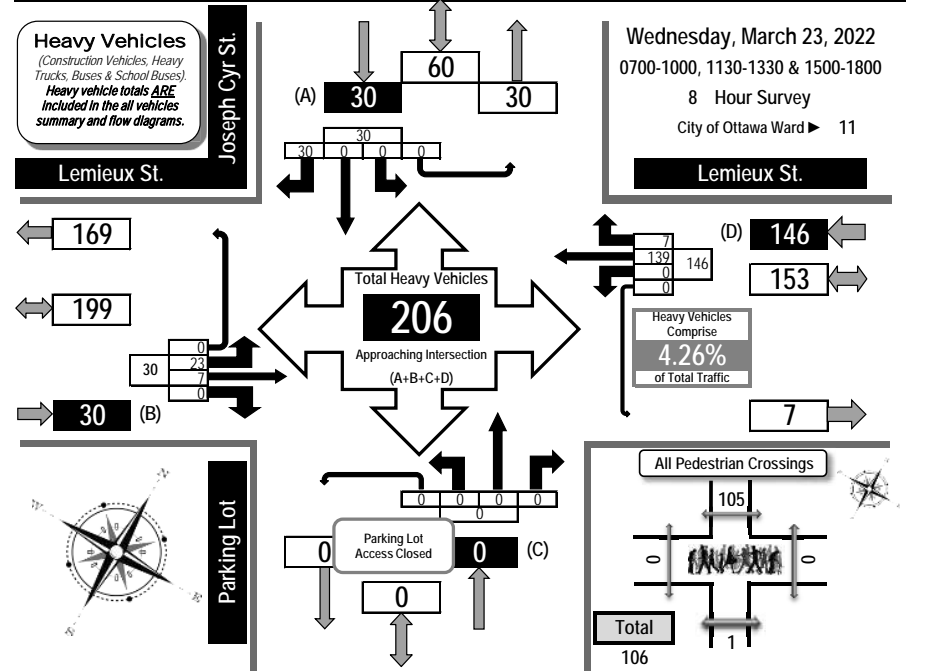 Heavy Vehicles
(Construction Vehicles, Heavy
Trucks, Buses & School Buses).
Heavy vehicle totals ARE
Included in the all vehicles
summary and flow diagrams.
Joseph Cyr St.
Lemieux St.
60
(A) 30
30
30
30 0 0 0
Wednesday, March 23, 2022
0700-1000, 1130-1330 & 1500-1800
8 Hour Survey
City of Ottawa Ward ► 11
Lemieux St.
169
199
30
0
23
7
0
30 (B)
Total Heavy Vehicles
206
Approaching Intersection
(A+B+C+D)
7
139
0
0
146
(D) 146
153
Heavy Vehicles
Comprise
4.26%
of Total Traffic
7
Parking Lot
N
W
E
S
0 0 0 0
0
0
Parking Lot
Access Closed
0 (C)
0
All Pedestrian Crossings
105
0
0
1
Total
106